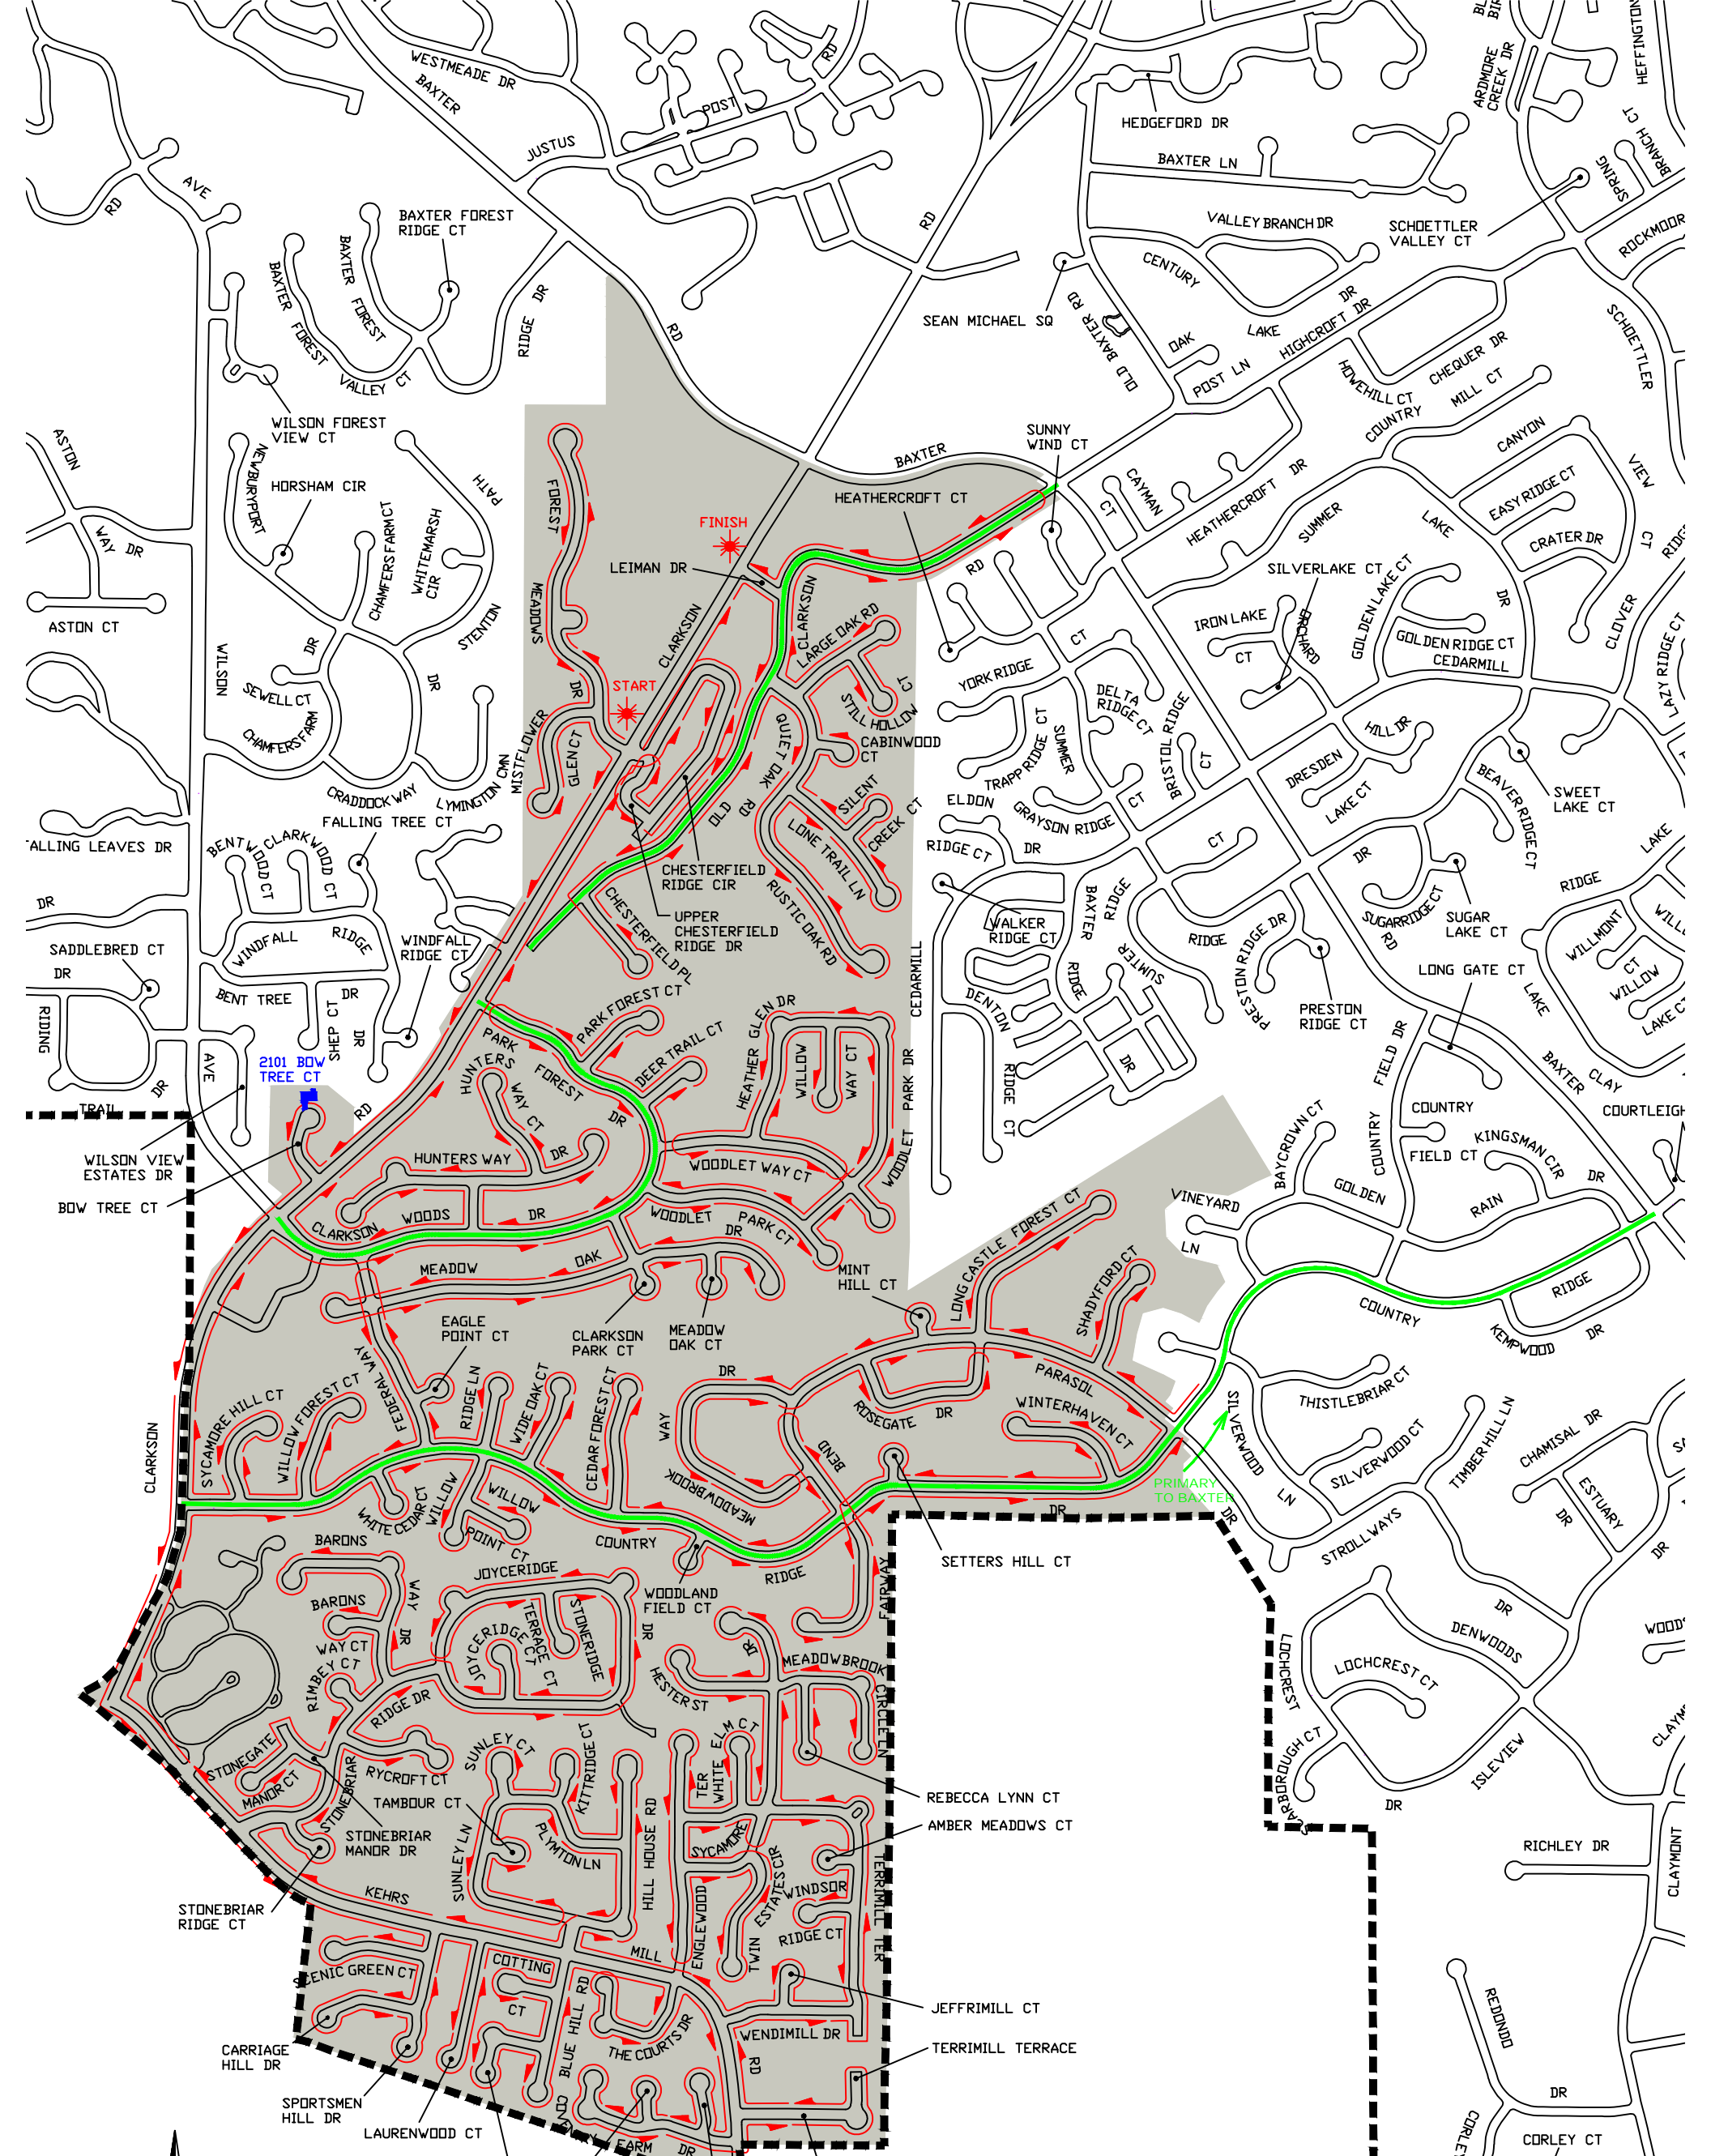 WESTMEADE DR
BAXTER
JUSTUS
POST
RD
HEDGEFORD DR
BAXTER LN
ARDMORE
CREEK DR
HEFFINGTON
BRANCH CT
SPRING
AVE
RD
BAXTER FOREST
RIDGE CT
BAXTER
FOREST
BAXTER
FOREST
VALLEY CT
RIDGE DR
RD
RD
VALLEY BRANCH DR
SCHOETTLER
VALLEY CT
ROCKMOOR
CENTURY
SEAN MICHAEL SQ
OLD BAXTER RD
OAK
LAKE
DR
HIGHCROFT DR
POST LN
HOWEHILL CT
CHEQUER DR
SCHOETTLER
WILSON FOREST
VIEW CT
COUNTRY
MILL CT
ASTON
WAY DR
NEWBURYPORT
HORSHAM CIR
PATH
CHAMFERS FARM CT
WHITEMARSH
CIR
STENTON
FOREST
MEADOWS
DR
BAXTER
SUNNY
WIND CT
HEATHERCROFT CT
CAYMAN
CT
HEATHERCROFT
DR
SUMMER
LAKE
DR
CANYON
VIEW
CT
EASY RIDGE CT
CRATER DR
RIDGE
CLOVER
LAZY RIDGE CT
FINISH
LEIMAN DR
CLARKSON
CLARKSON
LARGE OAK RD
RD
SILVERLAKE CT
IRON LAKE
CT
ORCHARD
GOLDEN LAKE CT
GOLDEN RIDGE CT
CEDARMILL
ASTON CT
WILSON
DR
SEWELL CT
CHAMFERS FARM
DR
CRADDOCK WAY
LYMINGTON CMN
MISTFLOWER
GLEN CT
START
YORK RIDGE
CT
DELTA
RIDGE CT
STILL HOLLOW
CT
CABINWOOD
CT
QUIET OAK
RD
OLD
SILENT
CREEK CT
LONE TRAIL LN
RUSTIC OAK RD
TRAPP RIDGE CT
SUMMER
BRISTOL RIDGE
CT
GRAYSON RIDGE
CT
ELDON
RIDGE CT
DR
DRESDEN
HILL DR
LAKE CT
BEAVER RIDGE CT
SWEET
LAKE CT
FALLING TREE CT
BENT WOOD CT
CLARKWOOD CT
DR
WINDFALL
RIDGE
WINDFALL
RIDGE CT
CHESTERFIELD
RIDGE CIR
UPPER
CHESTERFIELD
RIDGE DR
CHESTERFIELD PL
WALKER
RIDGE CT
BAXTER
RIDGE
RIDGE
CT
DR
SUGAR RIDGE CT
SUGAR
LAKE CT
RD
RIDGE
LAKE
WILLMONT
CT
WILLOW
LAKE CT
LAKE
SADDLEBRED CT
DR
RIDING
DR
TRAIL
AVE
BENT TREE
DR
SHEP CT
DR
CEDARMILL
DENTON
RIDGE CT
RIDGE
SUMTER
DR
PRESTON RIDGE DR
PRESTON
RIDGE CT
LONG GATE CT
2101 BOW
TREE CT
RD
PARK
FOREST
DR
PARK FOREST CT
DEER TRAIL CT
HUNTERS
WAY CT
HEATHER GLEN DR
WILLOW
WAY CT
PARK DR
WOODLET
FIELD DR
COUNTRY
BAXTER
CLAY
COUNTRY
FIELD CT
KINGSMAN CIR
WILSON VIEW
ESTATES DR
BOW TREE CT
HUNTERS WAY
DR
WOODLET WAY CT
CLARKSON
WOODS
DR
WOODLET
PARK CT
VINEYARD
LN
BAYCROWN CT
GOLDEN
RAIN
DR
MEADOW
OAK
DR
MINT
HILL CT
LONG CASTLE FOREST CT
SHADYFORD CT
COUNTRY
RIDGE
KEMPWOOD
DR
EAGLE
POINT CT
CLARKSON
PARK CT
MEADOW
OAK CT
FEDERAL WAY
CLARKSON
SYCAMORE HILL CT
WILLOW FOREST CT
RIDGE LN
WIDE OAK CT
CEDAR FOREST CT
DR
WAY
ROSEGATE
DR
PARASOL
WINTERHAVEN CT
THISTLEBRIAR CT
SILVERWOOD
LN
SILVERWOOD CT
TIMBER HILL LN
CHAMISAL DR
ESTUARY
DR
DR
PRIMARY
TO BAXTER
DR
DR
WHITE CEDAR CT
WILLOW
WILLOW
POINT CT
MEADOWBROOK
BEND
COUNTRY
RIDGE
WOODLAND
FIELD CT
SETTERS HILL CT
STROLLWAYS
DR
BARONS
BARONS
WAY CT
WAY
DR
JOYCERIDGE
JOYCERIDGE CT
TERRACE CT
STONERIDGE
DR
FAIRWAY
DENWOODS
LOCHCREST
LOCHCREST CT
RIMBEY CT
RIDGE DR
HESTER ST
DR
MEADOWBROOK
CIRCLE LN
STONEGATE
MANOR CT
STONEBRIAR
RYCROFT CT
SUNLEY CT
KITTRIDGE CT
TAMBOUR CT
TER
WHITE ELM CT
REBECCA LYNN CT
AMBER MEADOWS CT
ISLEVIEW
DR
STONEBRIAR
MANOR DR
STONEBRIAR
RIDGE CT
SUNLEY LN
PLYMTON LN
HILL HOUSE RD
SYCAMORE
ENGLEWOOD
ESTATES CIR
TWIN
WINDSOR
RIDGE CT
TERRIMILL TER
RICHLEY DR
CLAYMONT
KEHRS
MILL
RD
SCENIC GREEN CT
COTTING
CT
BLUE HILL RD
THE COURTS DR
JEFFRIMILL CT
WENDIMILL DR
TERRIMILL TERRACE
REDONDO
DR
CARRIAGE
HILL DR
SPORTSMEN
HILL DR
LAURENWOOD CT
FARM
DR
CORLEY CT